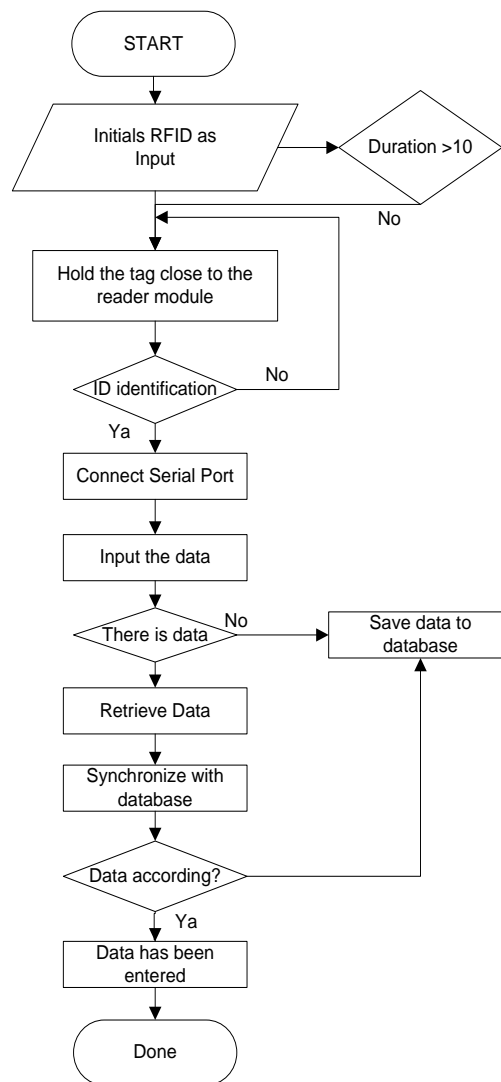 START
Initials RFID as
Input
Duration >10
No
Hold the tag close to the
reader module
ID identification
No
Ya
Connect Serial Port
Input the data
There is data
No
Save data to
database
Retrieve Data
Synchronize with
database
Data according?
Ya
Data has been
entered
Done